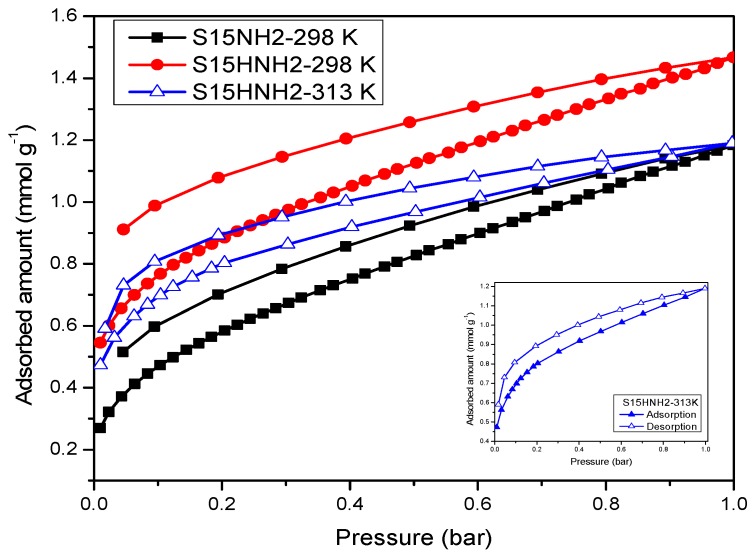 1.6
1.4
1.2
1.0
0.8
0.6
0.4
0.2
Adsorbed amount (mmol g⁻¹)
S15NH2-298 K
S15HNH2-298 K
S15HNH2-313 K
0.0
0.2
0.4
0.6
0.8
1.0
Pressure (bar)
1.2
1.1
1.0
0.9
0.8
0.7
0.6
0.5
0.4
Adsorbed amount (mmol g⁻¹)
S15HNH2-313K
Adsorption
Desorption
0.0
0.2
0.4
0.6
0.8
1.0
Pressure (bar)